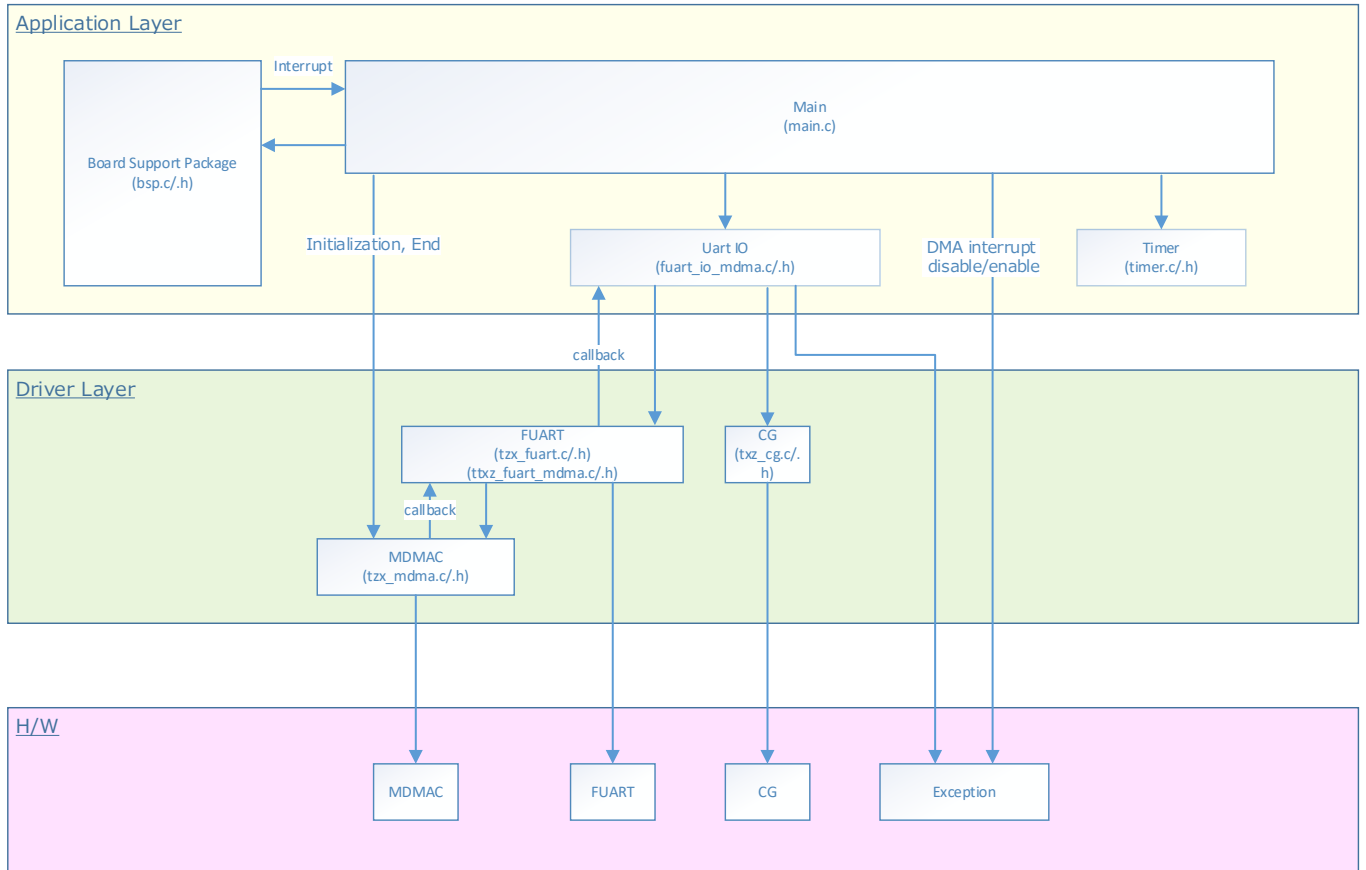 Application Layer
Interrupt
Main
(main.c)
Board Support Package
(bsp.c/.h)
Initialization, End
Uart IO
(fuart_io_mdma.c/.h)
DMA interrupt
disable/enable
Timer
(timer.c/.h)
callback
Driver Layer
FUART
(tzx_fuart.c/.h)
(ttxz_fuart_mdma.c/.h)
CG
(txz_cg.c/.
h)
callback
MDMAC
(tzx_mdma.c/.h)
H/W
MDMAC
FUART
CG
Exception